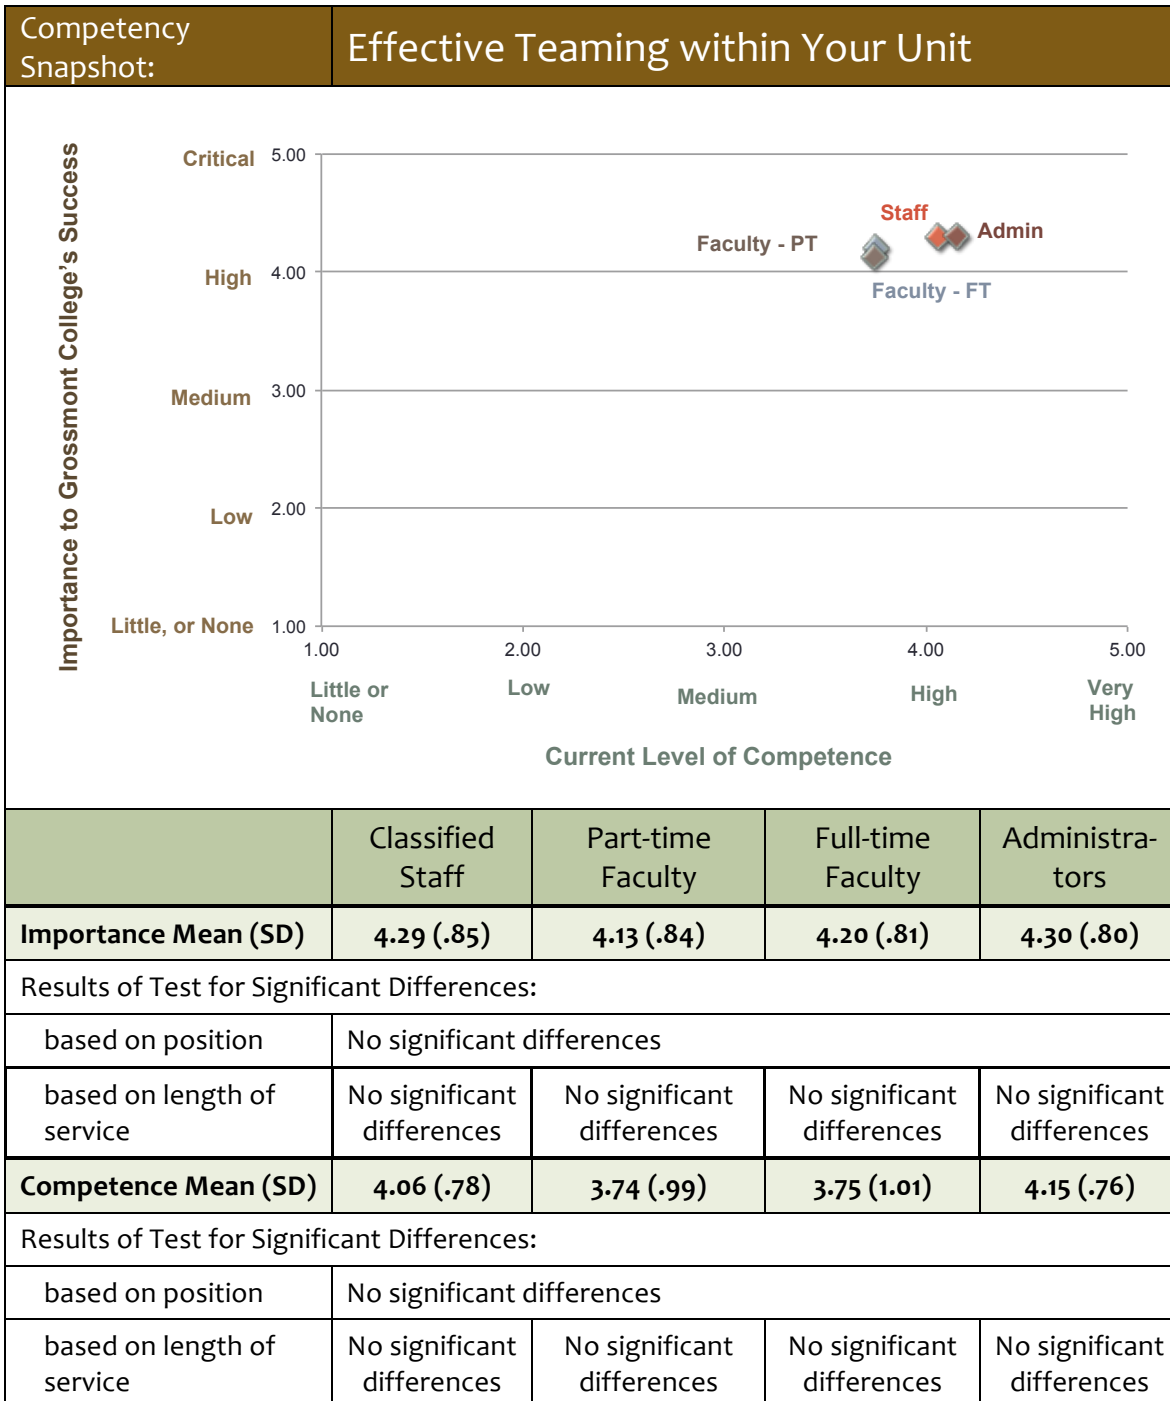 Competency
Snapshot:
Effective Teaming within Your Unit
Importance to Grossmont College's Success
Critical 5.00
Staff
Admin
Faculty - PT
High 4.00
Faculty - FT
Medium 3.00
Low 2.00
Little, or None 1.00
1.00 2.00 3.00 4.00 5.00
Little or
None
Low
Medium
High
Very
High
Current Level of Competence
Classified
Staff
Part-time
Faculty
Full-time
Faculty
Administra-
tors
Importance Mean (SD) 4.29 (.85) 4.13 (.84) 4.20 (.81) 4.30 (.80)
Results of Test for Significant Differences:
based on position No significant differences
based on length of
service
No significant
differences
No significant
differences
No significant
differences
No significant
differences
Competence Mean (SD) 4.06 (.78) 3.74 (.99) 3.75 (1.01) 4.15 (.76)
Results of Test for Significant Differences:
based on position No significant differences
based on length of
service
No significant
differences
No significant
differences
No significant
differences
No significant
differences